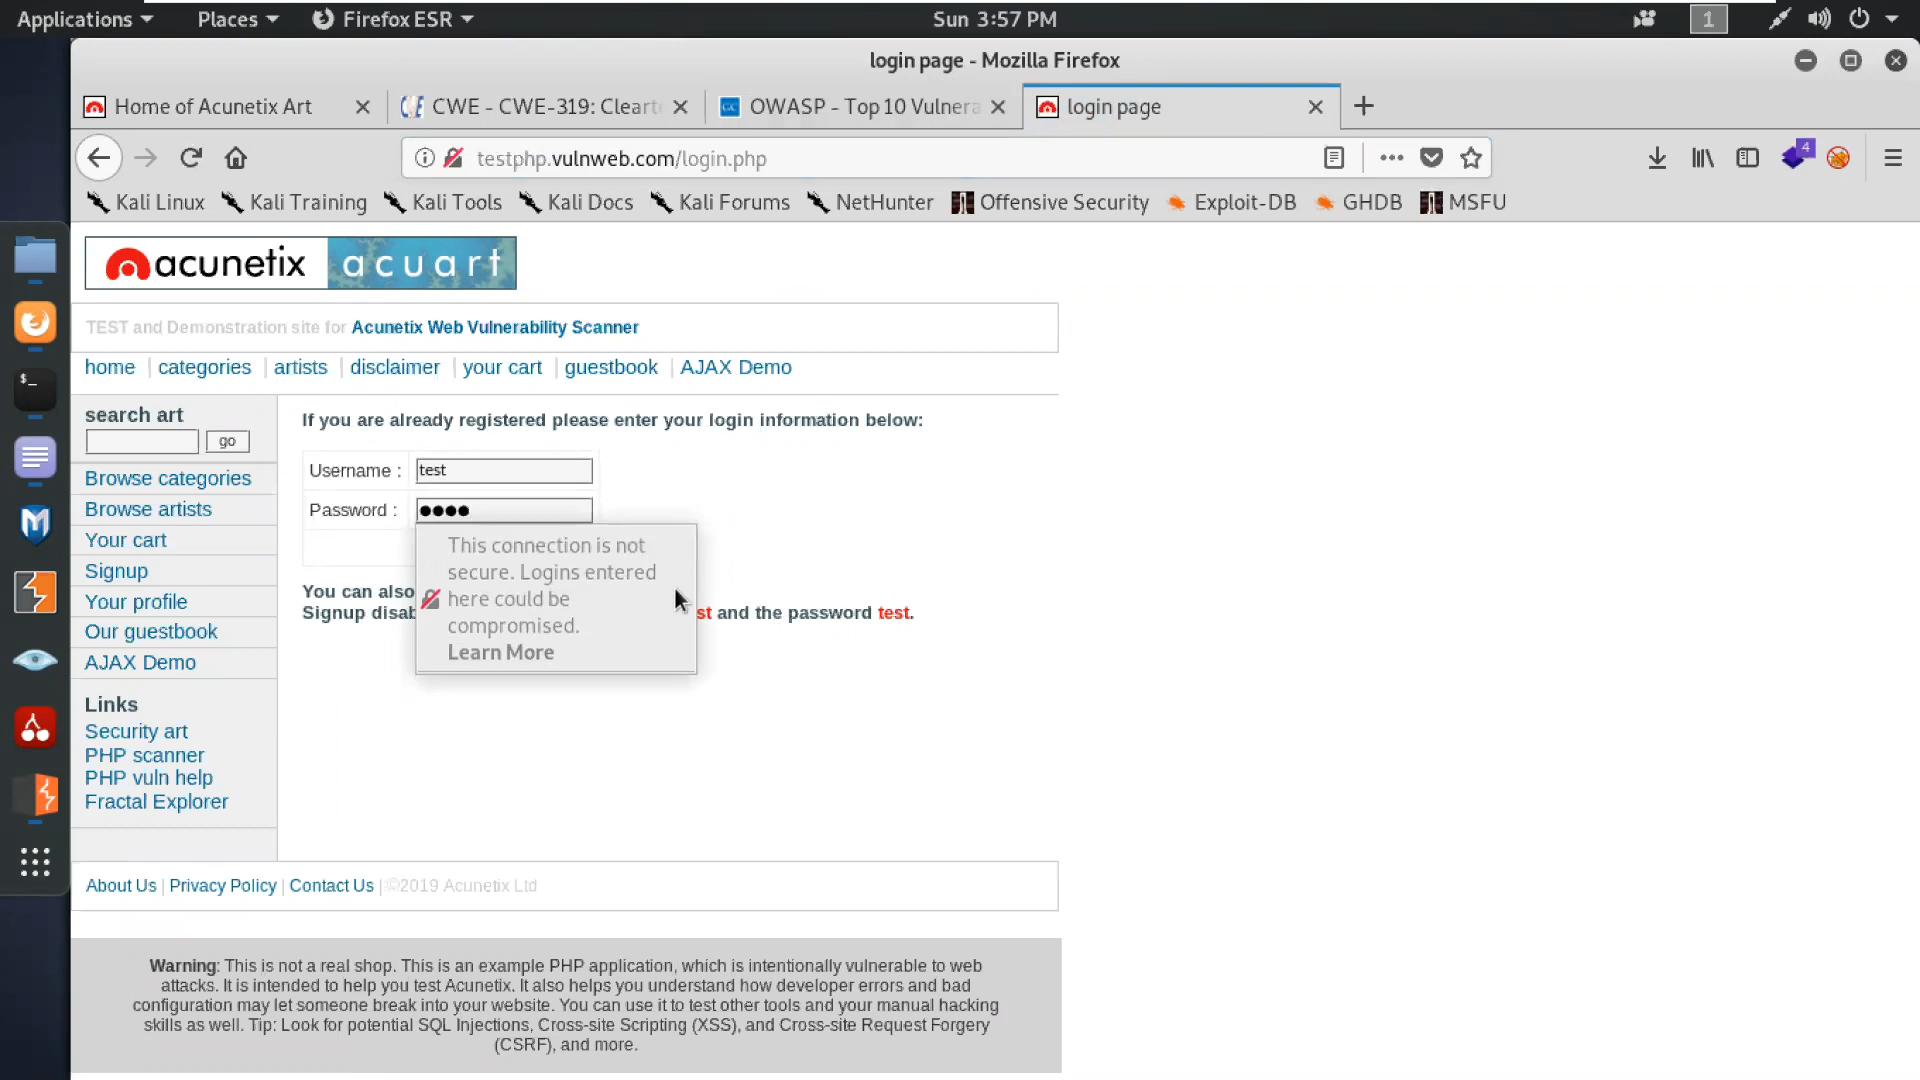 Applications Places Firefox ESR Sun 3:57 PM 1
login page - Mozilla Firefox
Home of Acunetix Art CWE - CWE-319: Clearte OWASP - Top 10 Vulnera login page
testphp.vulnweb.com/login.php 4
Kali Linux Kali Training Kali Tools Kali Docs Kali Forums NetHunter Offensive Security Exploit-DB GHDB MSFU
acunetix acuart
TEST and Demonstration site for Acunetix Web Vulnerability Scanner
home categories artists disclaimer your cart guestbook AJAX Demo
search art
go
Browse categories
Browse artists
Your cart
Signup
Your profile
Our guestbook
AJAX Demo
Links
Security art
PHP scanner
PHP vuln help
Fractal Explorer
If you are already registered please enter your login information below:
Username : test
Password : ●●●●
This connection is not
secure. Logins entered
here could be
compromised.
Learn More
You can also
Signup disab st and the password test.
About Us | Privacy Policy | Contact Us | ©2019 Acunetix Ltd
Warning: This is not a real shop. This is an example PHP application, which is intentionally vulnerable to web
attacks. It is intended to help you test Acunetix. It also helps you understand how developer errors and bad
configuration may let someone break into your website. You can use it to test other tools and your manual hacking
skills as well. Tip: Look for potential SQL Injections, Cross-site Scripting (XSS), and Cross-site Request Forgery
(CSRF), and more.